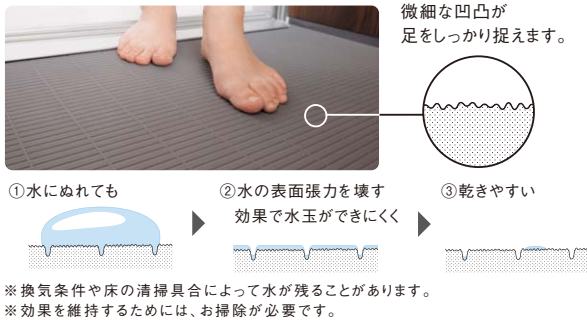 微細な凹凸が
足をしっかり捉えます。
①水にぬれても
②水の表面張力を壊す
効果で水玉ができにくく
③乾きやすい
※換気条件や床の清掃具合によって水が残ることがあります。
※効果を維持するためには、お掃除が必要です。